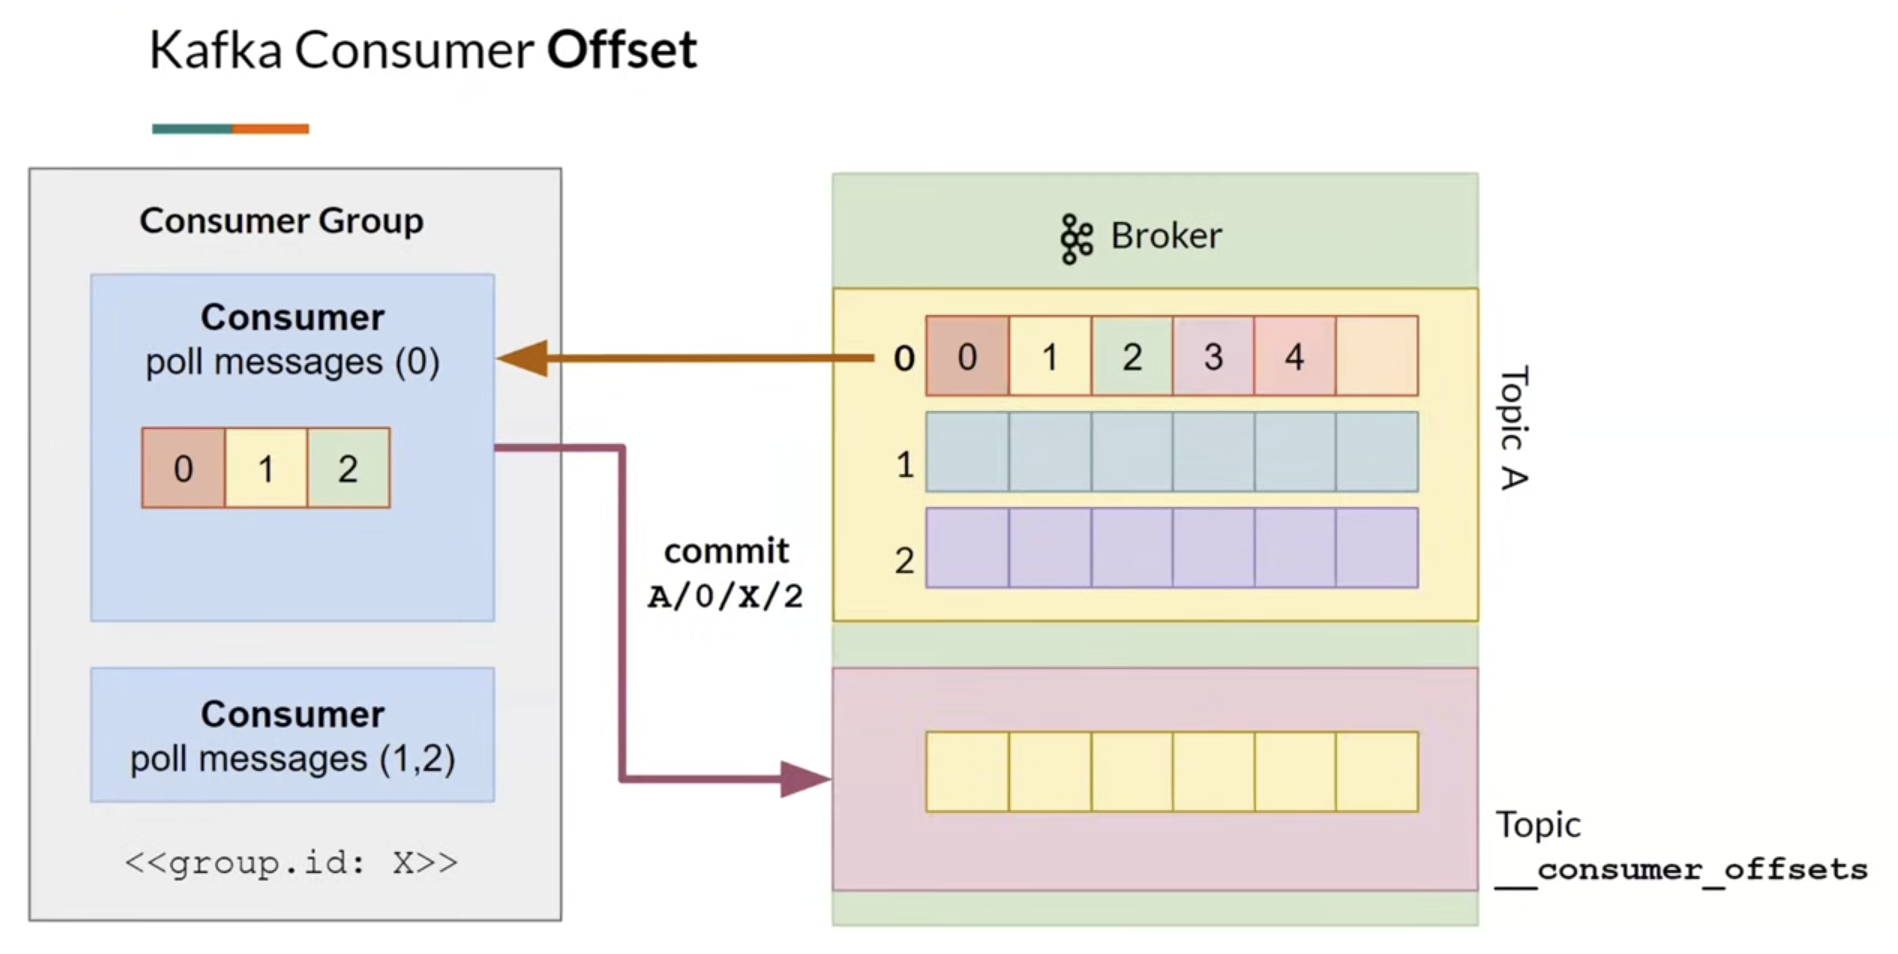 Kafka Consumer Offset
Consumer Group
Consumer
poll messages (0)
0 1 2
Consumer
poll messages (1,2)
<<group.id: X>>
commit
A/0/X/2
Broker
0 0 1 2 3 4
1
2
Topic A
Topic
__consumer_offsets